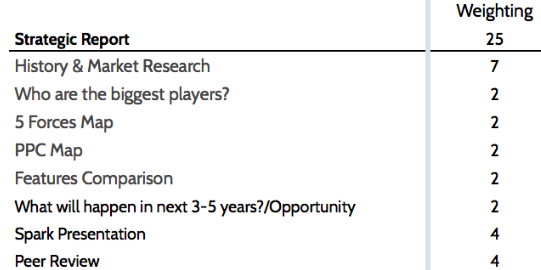 Weighting
Strategic Report 25
History & Market Research 7
Who are the biggest players? 2
5 Forces Map 2
PPC Map 2
Features Comparison 2
What will happen in next 3-5 years?/Opportunity 2
Spark Presentation 4
Peer Review 4